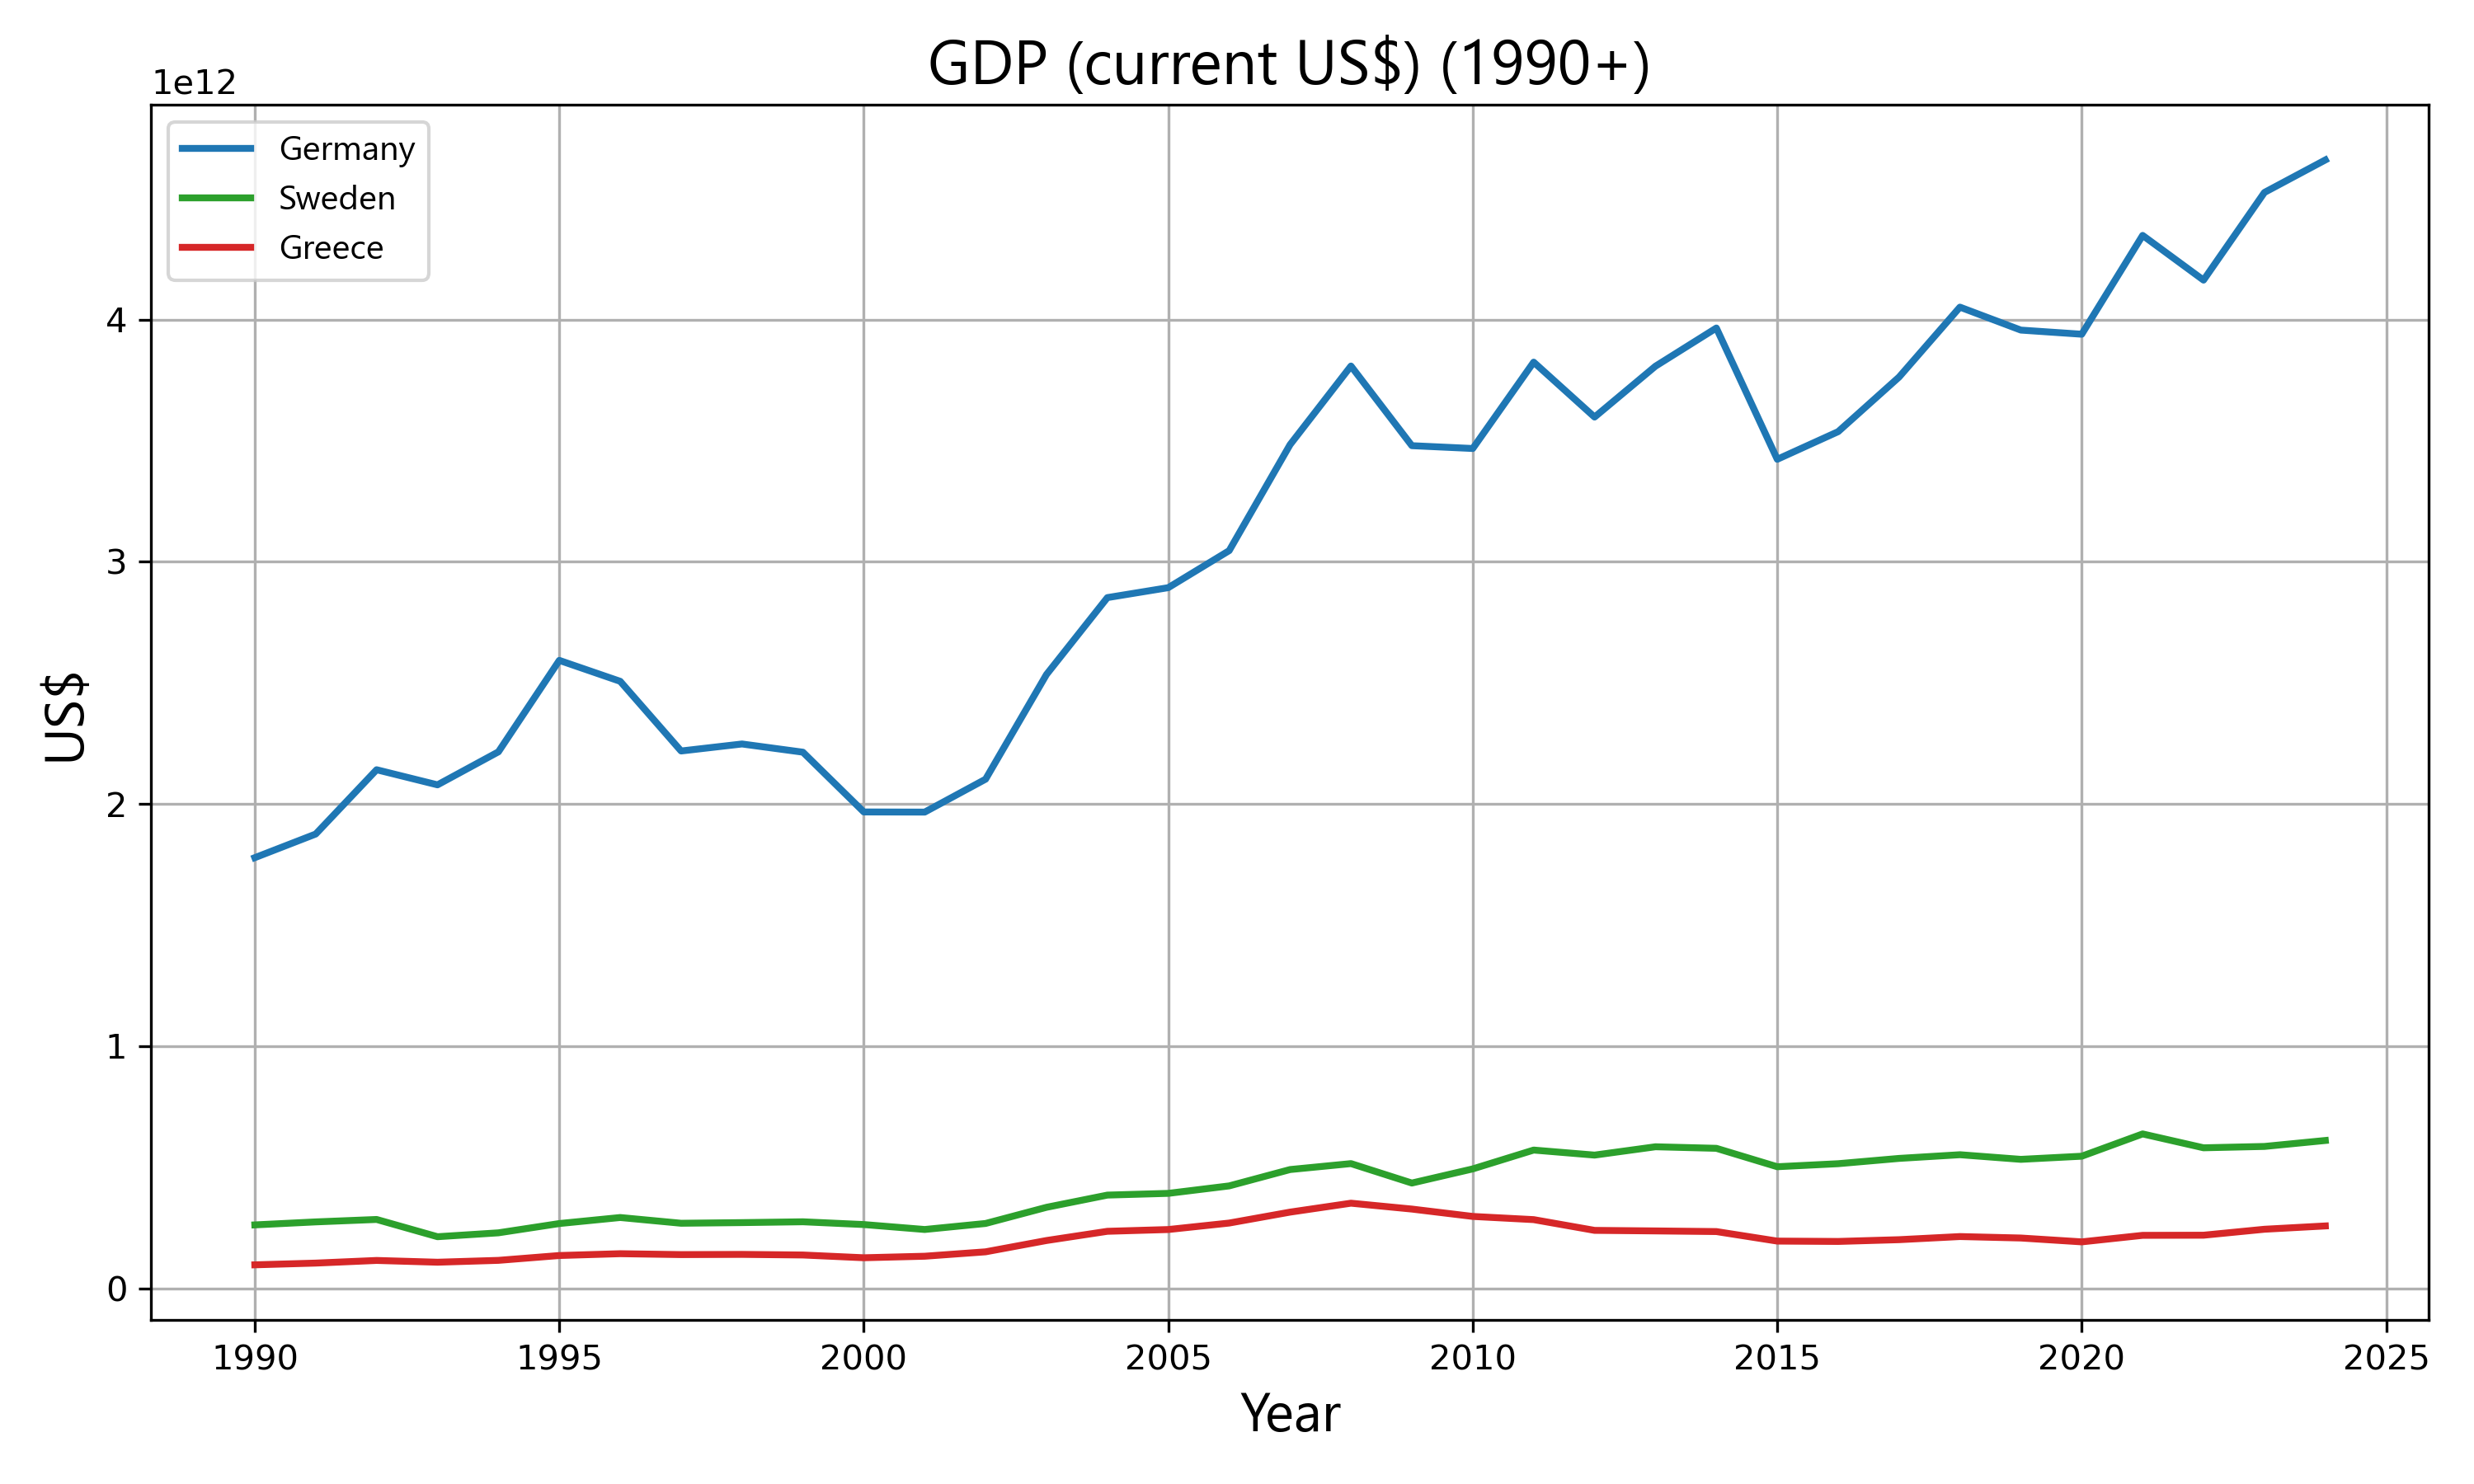 GDP (current US$) (1990+)
1e12
Germany
Sweden
Greece
4
3
2
1
0
US$
1990 1995 2000 2005 2010 2015 2020 2025
Year